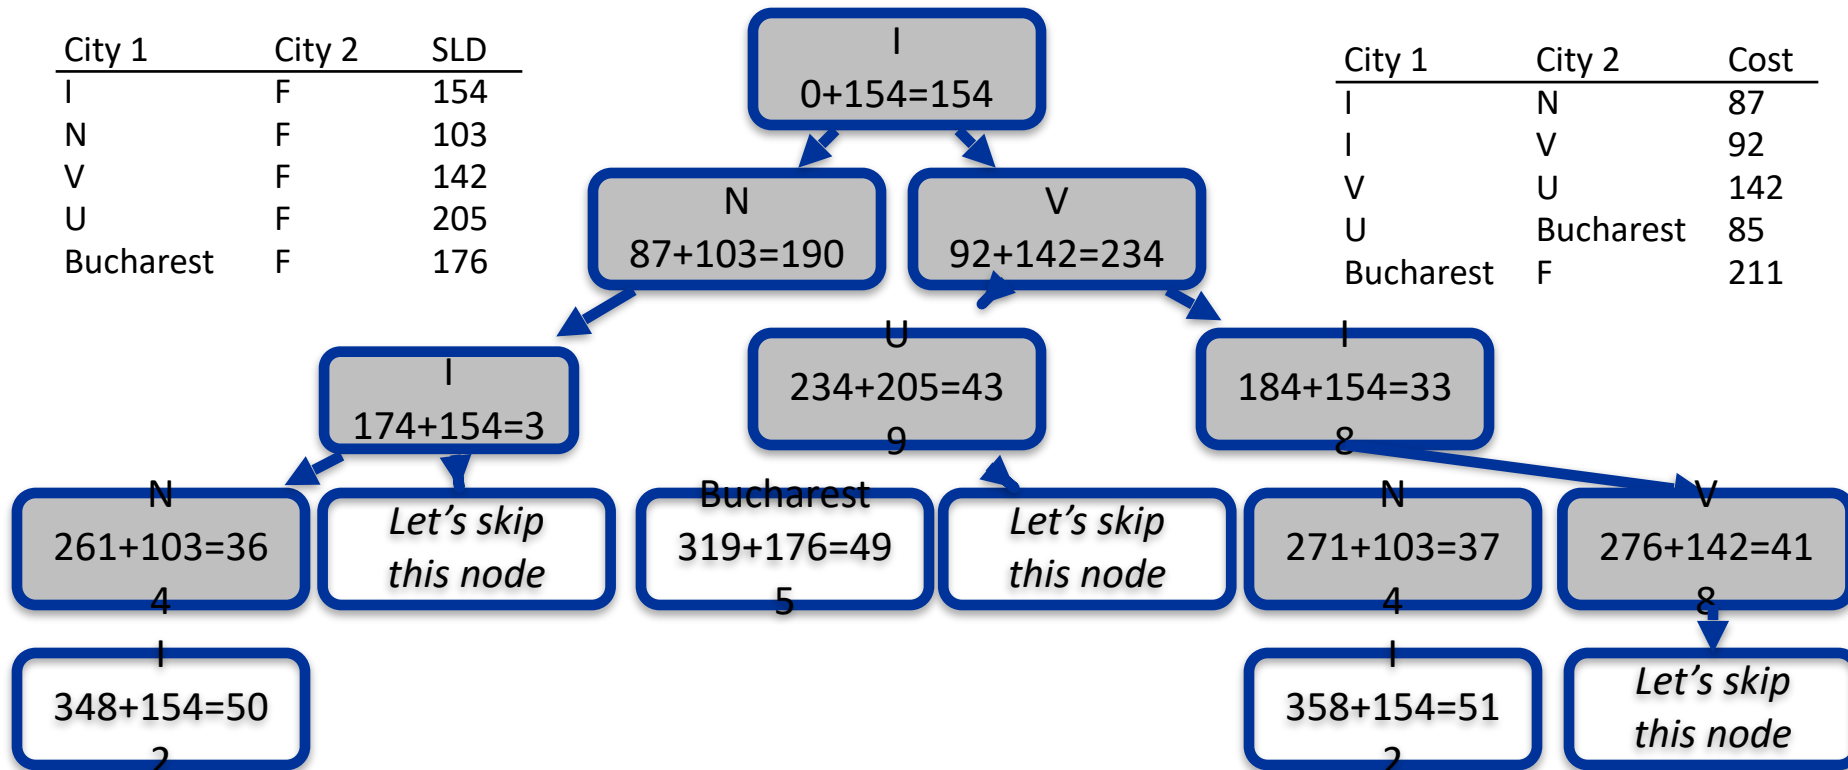 City 1 City 2 SLD
I F 154
N F 103
V F 142
U F 205
Bucharest F 176
City 1 City 2 Cost
I N 87
I V 92
V U 142
U Bucharest 85
Bucharest F 211
I
0+154=154
N
87+103=190
V
92+142=234
I
174+154=3
U
234+205=43
9
I
184+154=33
8
N
261+103=36
4
Let's skip
this node
Bucharest
319+176=49
5
Let's skip
this node
N
271+103=37
4
V
276+142=41
8
I
348+154=50
2
I
358+154=51
2
Let's skip
this node